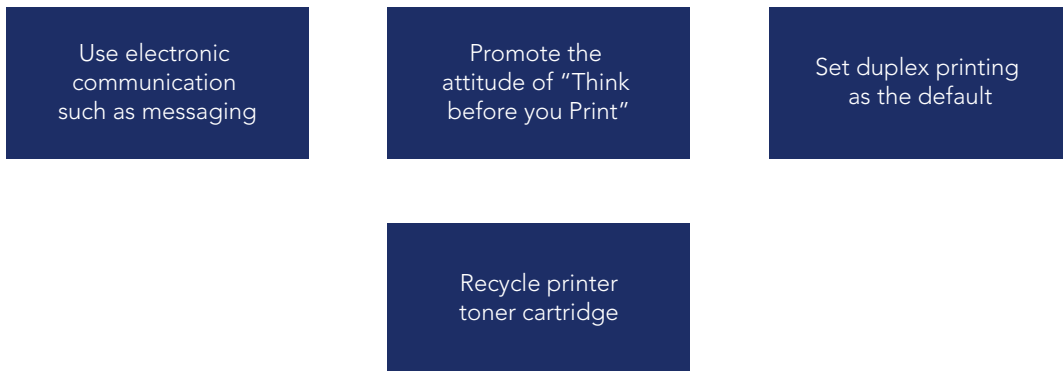 Use electronic
communication
such as messaging
Promote the
attitude of “Think
before you Print”
Set duplex printing
as the default
Recycle printer
toner cartridge